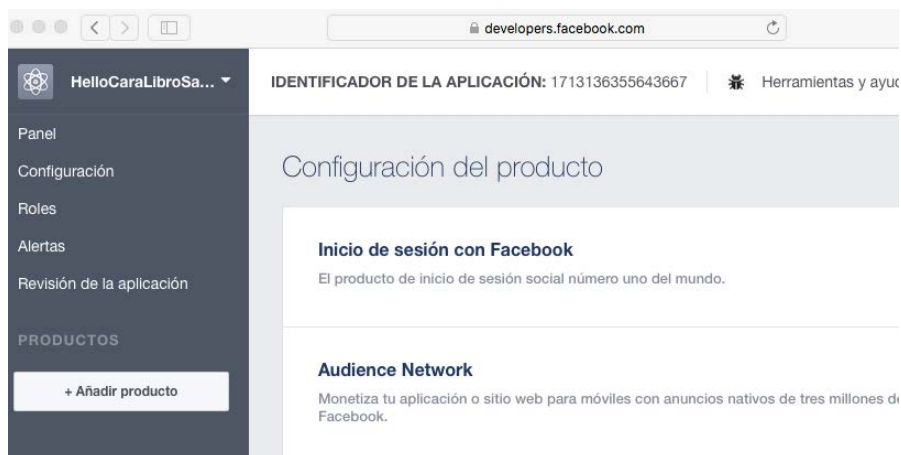 developers.facebook.com
HelloCaraLibroSa...
IDENTIFICADOR DE LA APLICACIÓN: 1713136355643667
Herramientas y ayu
Panel
Configuración
Roles
Alertas
Revisión de la aplicación
PRODUCTOS
+ Añadir producto
Configuración del producto
Inicio de sesión con Facebook
El producto de inicio de sesión social número uno del mundo.
Audience Network
Monetiza tu aplicación o sitio web para móviles con anuncios nativos de tres millones de
Facebook.